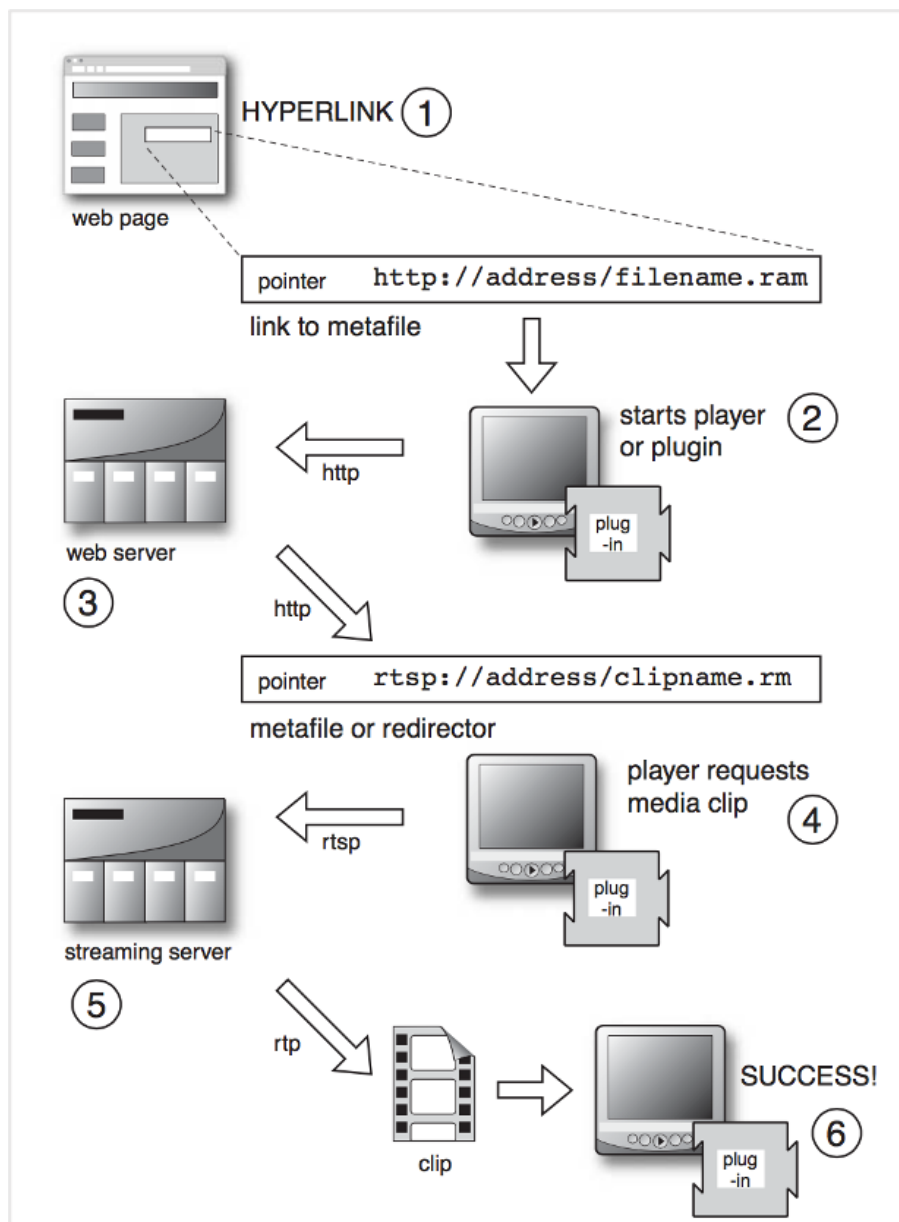 HYPERLINK 1
web page
pointer http://address/filename.ram
link to metafile
starts player 2
or plugin
http
plug
-in
web server
3
http
pointer rtsp://address/clipname.rm
metafile or redirector
player requests
media clip 4
rtsp
plug
-in
streaming server
5
rtp
SUCCESS!
6
clip
plug
-in